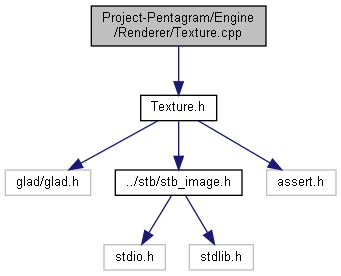 Project-Pentagram/Engine
/Renderer/Texture.cpp
Texture.h
glad/glad.h
../stb/stb_image.h
assert.h
stdio.h
stdlib.h